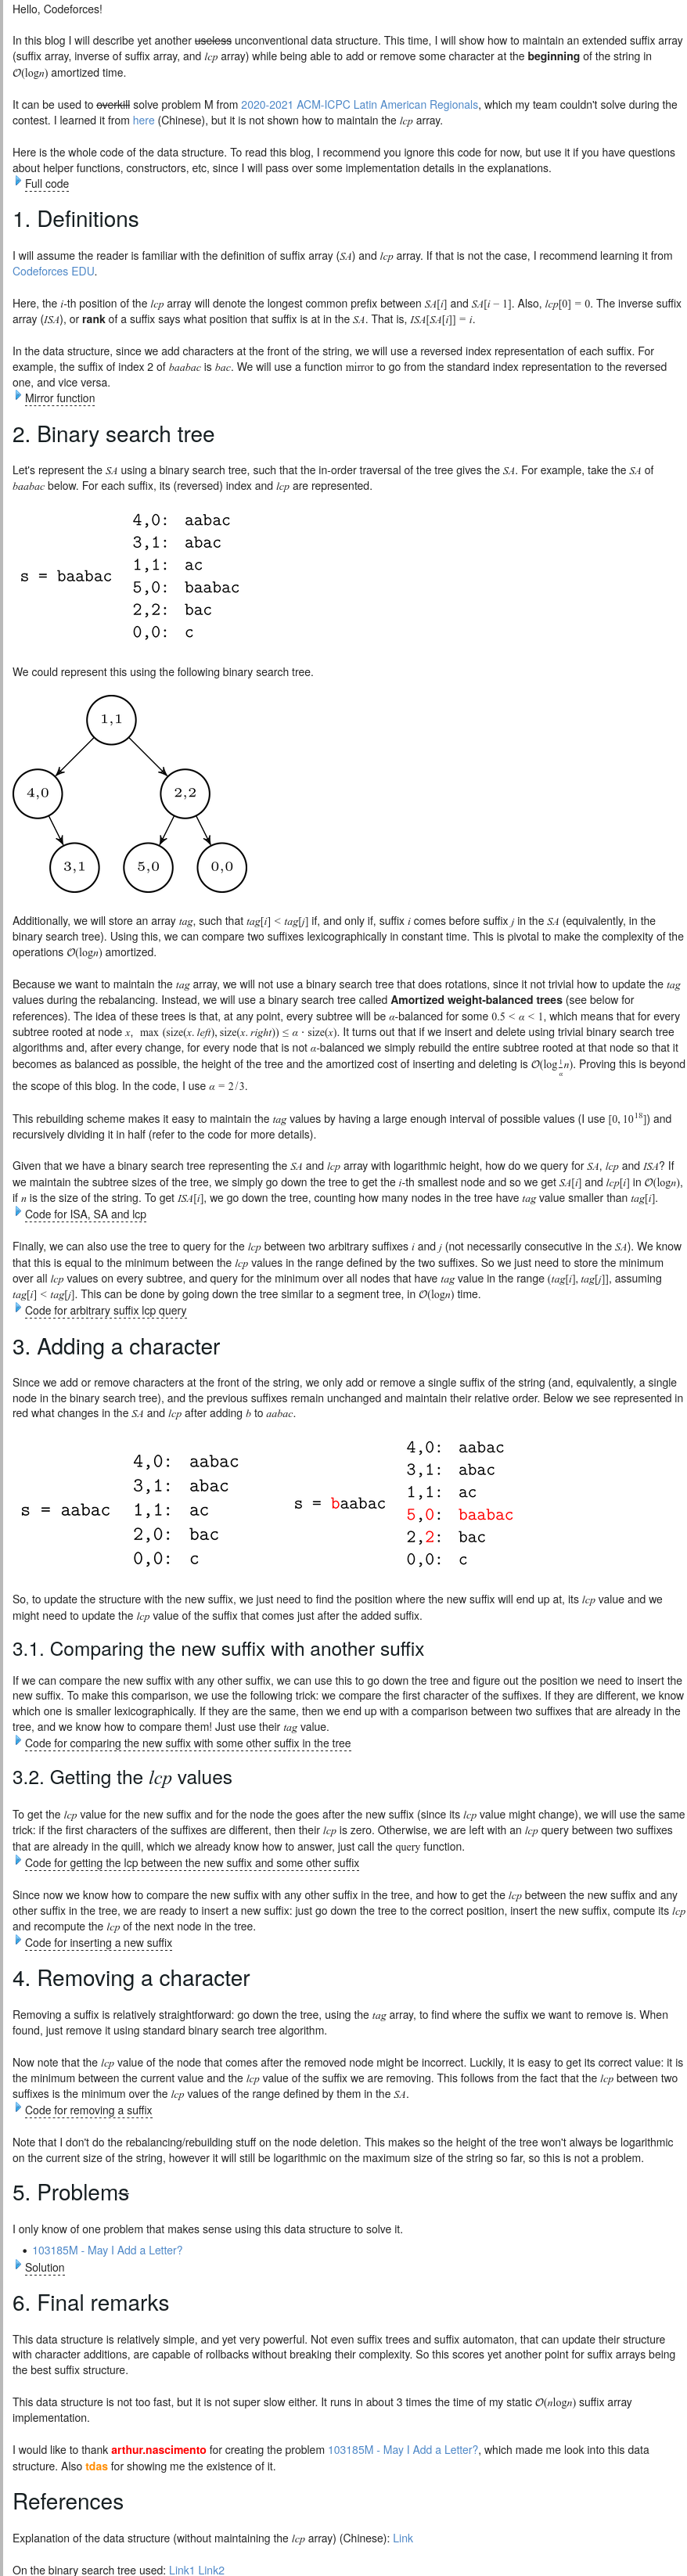 Hello, Codeforces!
In this blog I will describe yet another useless unconventional data structure. This time, I will show how to maintain an extended suffix array
(suffix array, inverse of suffix array, and lcp array) while being able to add or remove some character at the beginning of the string in
O(logn) amortized time.
It can be used to overkill solve problem M from 2020-2021 ACM-ICPC Latin American Regionals, which my team couldn't solve during the
contest. I learned it from here (Chinese), but it is not shown how to maintain the lcp array.
Here is the whole code of the data structure. To read this blog, I recommend you ignore this code for now, but use it if you have questions
about helper functions, constructors, etc, since I will pass over some implementation details in the explanations.
Full code
1. Definitions
I will assume the reader is familiar with the definition of suffix array (SA) and lcp array. If that is not the case, I recommend learning it from
Codeforces EDU.
Here, the i-th position of the lcp array will denote the longest common prefix between SA[i] and SA[i − 1]. Also, lcp[0] = 0. The inverse suffix
array (ISA), or rank of a suffix says what position that suffix is at in the SA. That is, ISA[SA[i]] = i.
In the data structure, since we add characters at the front of the string, we will use a reversed index representation of each suffix. For
example, the suffix of index 2 of baabac is bac. We will use a function mirror to go from the standard index representation to the reversed
one, and vice versa.
Mirror function
2. Binary search tree
Let's represent the SA using a binary search tree, such that the in-order traversal of the tree gives the SA. For example, take the SA of
baabac below. For each suffix, its (reversed) index and lcp are represented.
4,0: aabac
3,1: abac
1,1: ac
s = baabac
5,0: baabac
2,2: bac
0,0: c
We could represent this using the following binary search tree.
1,1
4,0
2,2
3,1
5,0
0,0
Additionally, we will store an array tag, such that tag[i] < tag[j] if, and only if, suffix i comes before suffix j in the SA (equivalently, in the
binary search tree). Using this, we can compare two suffixes lexicographically in constant time. This is pivotal to make the complexity of the
operations O(logn) amortized.
Because we want to maintain the tag array, we will not use a binary search tree that does rotations, since it not trivial how to update the tag
values during the rebalancing. Instead, we will use a binary search tree called Amortized weight-balanced trees (see below for
references). The idea of these trees is that, at any point, every subtree will be α-balanced for some 0.5 < α < 1, which means that for every
subtree rooted at node x, max (size(x. left), size(x. right)) ≤ α · size(x). It turns out that if we insert and delete using trivial binary search tree
algorithms and, after every change, for every node that is not α-balanced we simply rebuild the entire subtree rooted at that node so that it
becomes as balanced as possible, the height of the tree and the amortized cost of inserting and deleting is O(log 1/α n). Proving this is beyond
the scope of this blog. In the code, I use α = 2/3.
This rebuilding scheme makes it easy to maintain the tag values by having a large enough interval of possible values (I use [0, 10^18]) and
recursively dividing it in half (refer to the code for more details).
Given that we have a binary search tree representing the SA and lcp array with logarithmic height, how do we query for SA, lcp and ISA? If
we maintain the subtree sizes of the tree, we simply go down the tree to get the i-th smallest node and so we get SA[i] and lcp[i] in O(logn),
if n is the size of the string. To get ISA[i], we go down the tree, counting how many nodes in the tree have tag value smaller than tag[i].
Code for ISA, SA and lcp
Finally, we can also use the tree to query for the lcp between two arbitrary suffixes i and j (not necessarily consecutive in the SA). We know
that this is equal to the minimum between the lcp values in the range defined by the two suffixes. So we just need to store the minimum
over all lcp values on every subtree, and query for the minimum over all nodes that have tag value in the range (tag[i], tag[j]], assuming
tag[i] < tag[j]. This can be done by going down the tree similar to a segment tree, in O(logn) time.
Code for arbitrary suffix lcp query
3. Adding a character
Since we add or remove characters at the front of the string, we only add or remove a single suffix of the string (and, equivalently, a single
node in the binary search tree), and the previous suffixes remain unchanged and maintain their relative order. Below we see represented in
red what changes in the SA and lcp after adding b to aabac.
4,0: aabac
3,1: abac
s = aabac
1,1: ac
2,0: bac
0,0: c
4,0: aabac
3,1: abac
1,1: ac
s = baabac
5,0: baabac
2,2: bac
0,0: c
So, to update the structure with the new suffix, we just need to find the position where the new suffix will end up at, its lcp value and we
might need to update the lcp value of the suffix that comes just after the added suffix.
3.1. Comparing the new suffix with another suffix
If we can compare the new suffix with any other suffix, we can use this to go down the tree and figure out the position we need to insert the
new suffix. To make this comparison, we use the following trick: we compare the first character of the suffixes. If they are different, we know
which one is smaller lexicographically. If they are the same, then we end up with a comparison between two suffixes that are already in the
tree, and we know how to compare them! Just use their tag value.
Code for comparing the new suffix with some other suffix in the tree
3.2. Getting the lcp values
To get the lcp value for the new suffix and for the node the goes after the new suffix (since its lcp value might change), we will use the same
trick: if the first characters of the suffixes are different, then their lcp is zero. Otherwise, we are left with an lcp query between two suffixes
that are already in the quill, which we already know how to answer, just call the query function.
Code for getting the lcp between the new suffix and some other suffix
Since now we know how to compare the new suffix with any other suffix in the tree, and how to get the lcp between the new suffix and any
other suffix in the tree, we are ready to insert a new suffix: just go down the tree to the correct position, insert the new suffix, compute its lcp
and recompute the lcp of the next node in the tree.
Code for inserting a new suffix
4. Removing a character
Removing a suffix is relatively straightforward: go down the tree, using the tag array, to find where the suffix we want to remove is. When
found, just remove it using standard binary search tree algorithm.
Now note that the lcp value of the node that comes after the removed node might be incorrect. Luckily, it is easy to get its correct value: it is
the minimum between the current value and the lcp value of the suffix we are removing. This follows from the fact that the lcp between two
suffixes is the minimum over the lcp values of the range defined by them in the SA.
Code for removing a suffix
Note that I don't do the rebalancing/rebuilding stuff on the node deletion. This makes so the height of the tree won't always be logarithmic
on the current size of the string, however it will still be logarithmic on the maximum size of the string so far, so this is not a problem.
5. Problems
I only know of one problem that makes sense using this data structure to solve it.
• 103185M - May I Add a Letter?
Solution
6. Final remarks
This data structure is relatively simple, and yet very powerful. Not even suffix trees and suffix automaton, that can update their structure
with character additions, are capable of rollbacks without breaking their complexity. So this scores yet another point for suffix arrays being
the best suffix structure.
This data structure is not too fast, but it is not super slow either. It runs in about 3 times the time of my static O(nlogn) suffix array
implementation.
I would like to thank arthur.nascimento for creating the problem 103185M - May I Add a Letter?, which made me look into this data
structure. Also tdas for showing me the existence of it.
References
Explanation of the data structure (without maintaining the lcp array) (Chinese): Link
On the binary search tree used: Link1 Link2